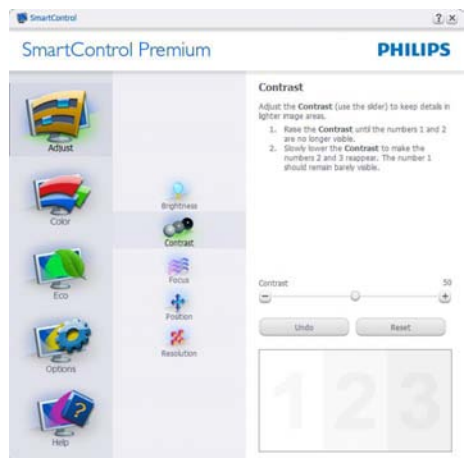 SmartControl
SmartControl Premium
PHILIPS
Adjust
Color
Eco
Options
Help
Brightness
Contrast
Focus
Position
Resolution
Contrast
Adjust the Contrast (use the slider) to keep details in
lighter image areas.
1. Raise the Contrast until the numbers 1 and 2
are no longer visible.
2. Slowly lower the Contrast to make the
numbers 2 and 3 reappear. The number 1
should remain barely visible.
Contrast 50
Undo Reset
1 2 3